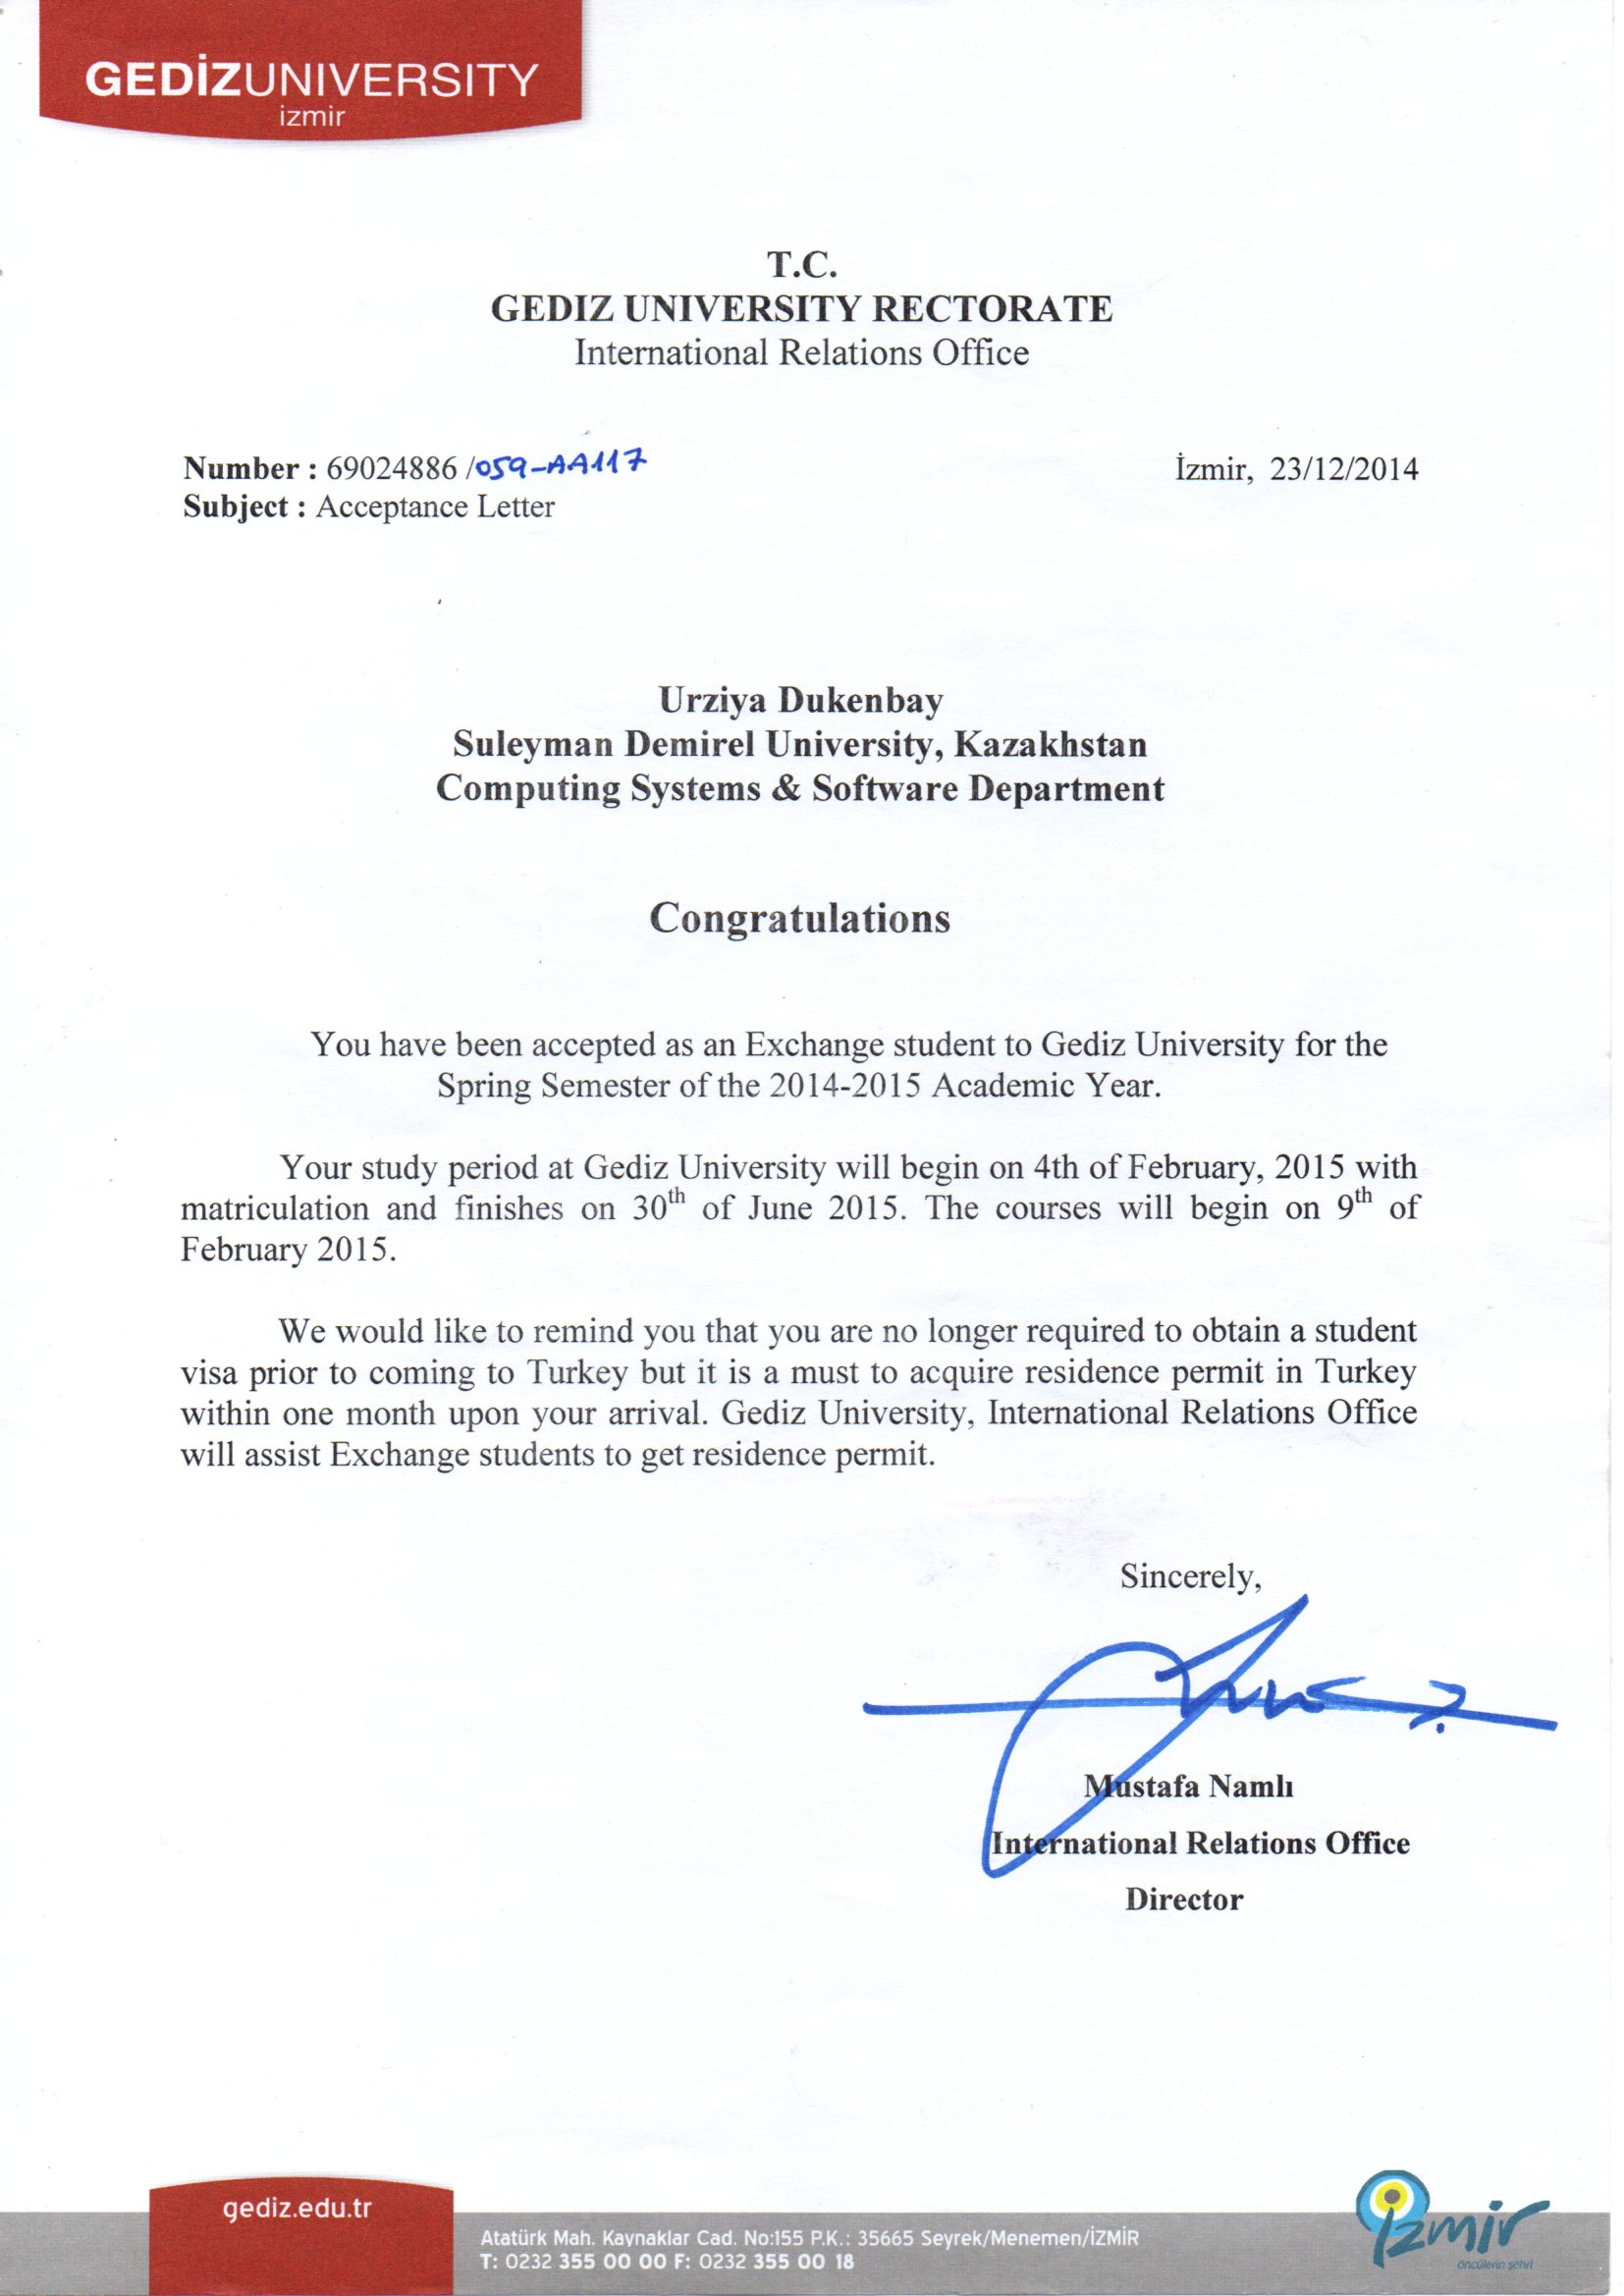 GEDİZUNIVERSITY
izmir
T.C.
GEDIZ UNIVERSITY RECTORATE
International Relations Office
Number : 69024886 /059-AA117
İzmir, 23/12/2014
Subject : Acceptance Letter
Urziya Dukenbay
Suleyman Demirel University, Kazakhstan
Computing Systems & Software Department
Congratulations
You have been accepted as an Exchange student to Gediz University for the
Spring Semester of the 2014-2015 Academic Year.
Your study period at Gediz University will begin on 4th of February, 2015 with
matriculation and finishes on 30th of June 2015. The courses will begin on 9th of
February 2015.
We would like to remind you that you are no longer required to obtain a student
visa prior to coming to Turkey but it is a must to acquire residence permit in Turkey
within one month upon your arrival. Gediz University, International Relations Office
will assist Exchange students to get residence permit.
Sincerely,
Mustafa Namlı
International Relations Office
Director
gediz.edu.tr
Atatürk Mah. Kaynaklar Cad. No:155 P.K.: 35665 Seyrek/Menemen/İZMİR
T: 0232 355 00 00 F: 0232 355 00 18
izmir
öncülerin şehri